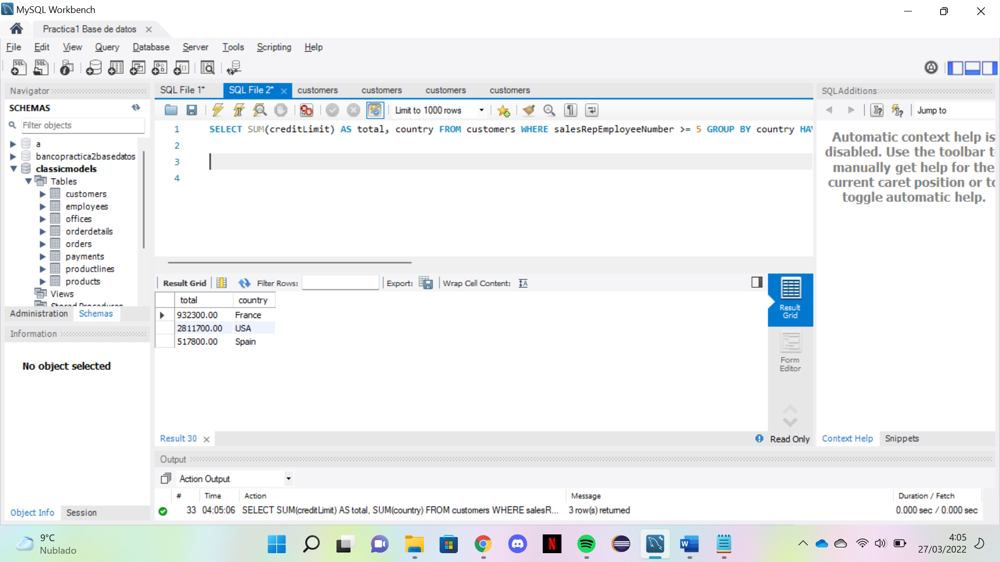 MySQL Workbench
Practica1 Base de datos
File Edit View Query Database Server Tools Scripting Help
Navigator
SCHEMAS
Filter objects
a
bancopractica2basedatos
classicmodels
Tables
customers
employees
offices
orderdetails
orders
payments
productlines
products
Views
Stored Procedures
Administration Schemas
Information
No object selected
Object Info Session
SQL File 1* SQL File 2* customers customers customers customers
Limit to 1000 rows
1 SELECT SUM(creditLimit) AS total, country FROM customers WHERE salesRepEmployeeNumber >= 5 GROUP BY country HA
2
3
4
Result Grid Filter Rows: Export: Wrap Cell Content:
total country
932300.00 France
2811700.00 USA
517800.00 Spain
Result Grid
Form Editor
Result 30
Read Only
SQLAdditions
Jump to
Automatic context help is
disabled. Use the toolbar t
manually get help for the
current caret position or to
toggle automatic help.
Context Help Snippets
Output
Action Output
# Time Action Message Duration / Fetch
33 04:05:06 SELECT SUM(creditLimit) AS total, SUM(country) FROM customers WHERE salesR... 3 row(s) returned 0.000 sec / 0.000 sec
9°C
Nublado
4:05
27/03/2022